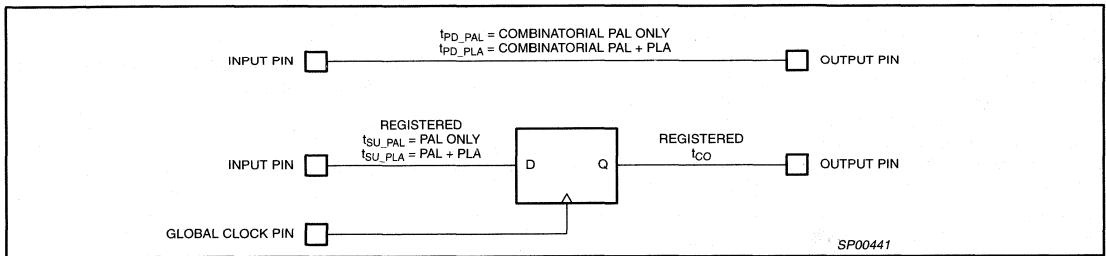 tPD_PAL = COMBINATORIAL PAL ONLY
tPD_PLA = COMBINATORIAL PAL + PLA
INPUT PIN
OUTPUT PIN
REGISTERED
tSU_PAL = PAL ONLY
tSU_PLA = PAL + PLA
REGISTERED
tCO
INPUT PIN
D
Q
OUTPUT PIN
GLOBAL CLOCK PIN
SP00441